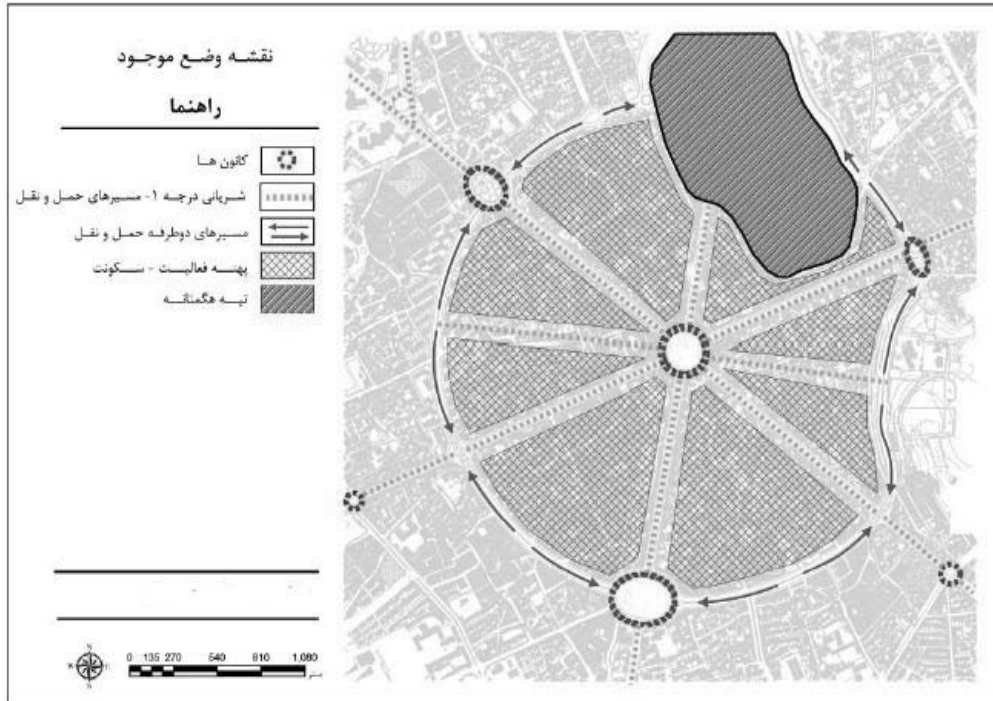 نقشه وضع موجود
راهنما
کانون ها
شریانی درجه ۱- مسیرهای حمل و نقل
مسیرهای دوطرفه حمل و نقل
پهنه فعالیت - سکونت
تپه هگمتانه
N
W E
S
0 135 270 540 810 1,080
متر